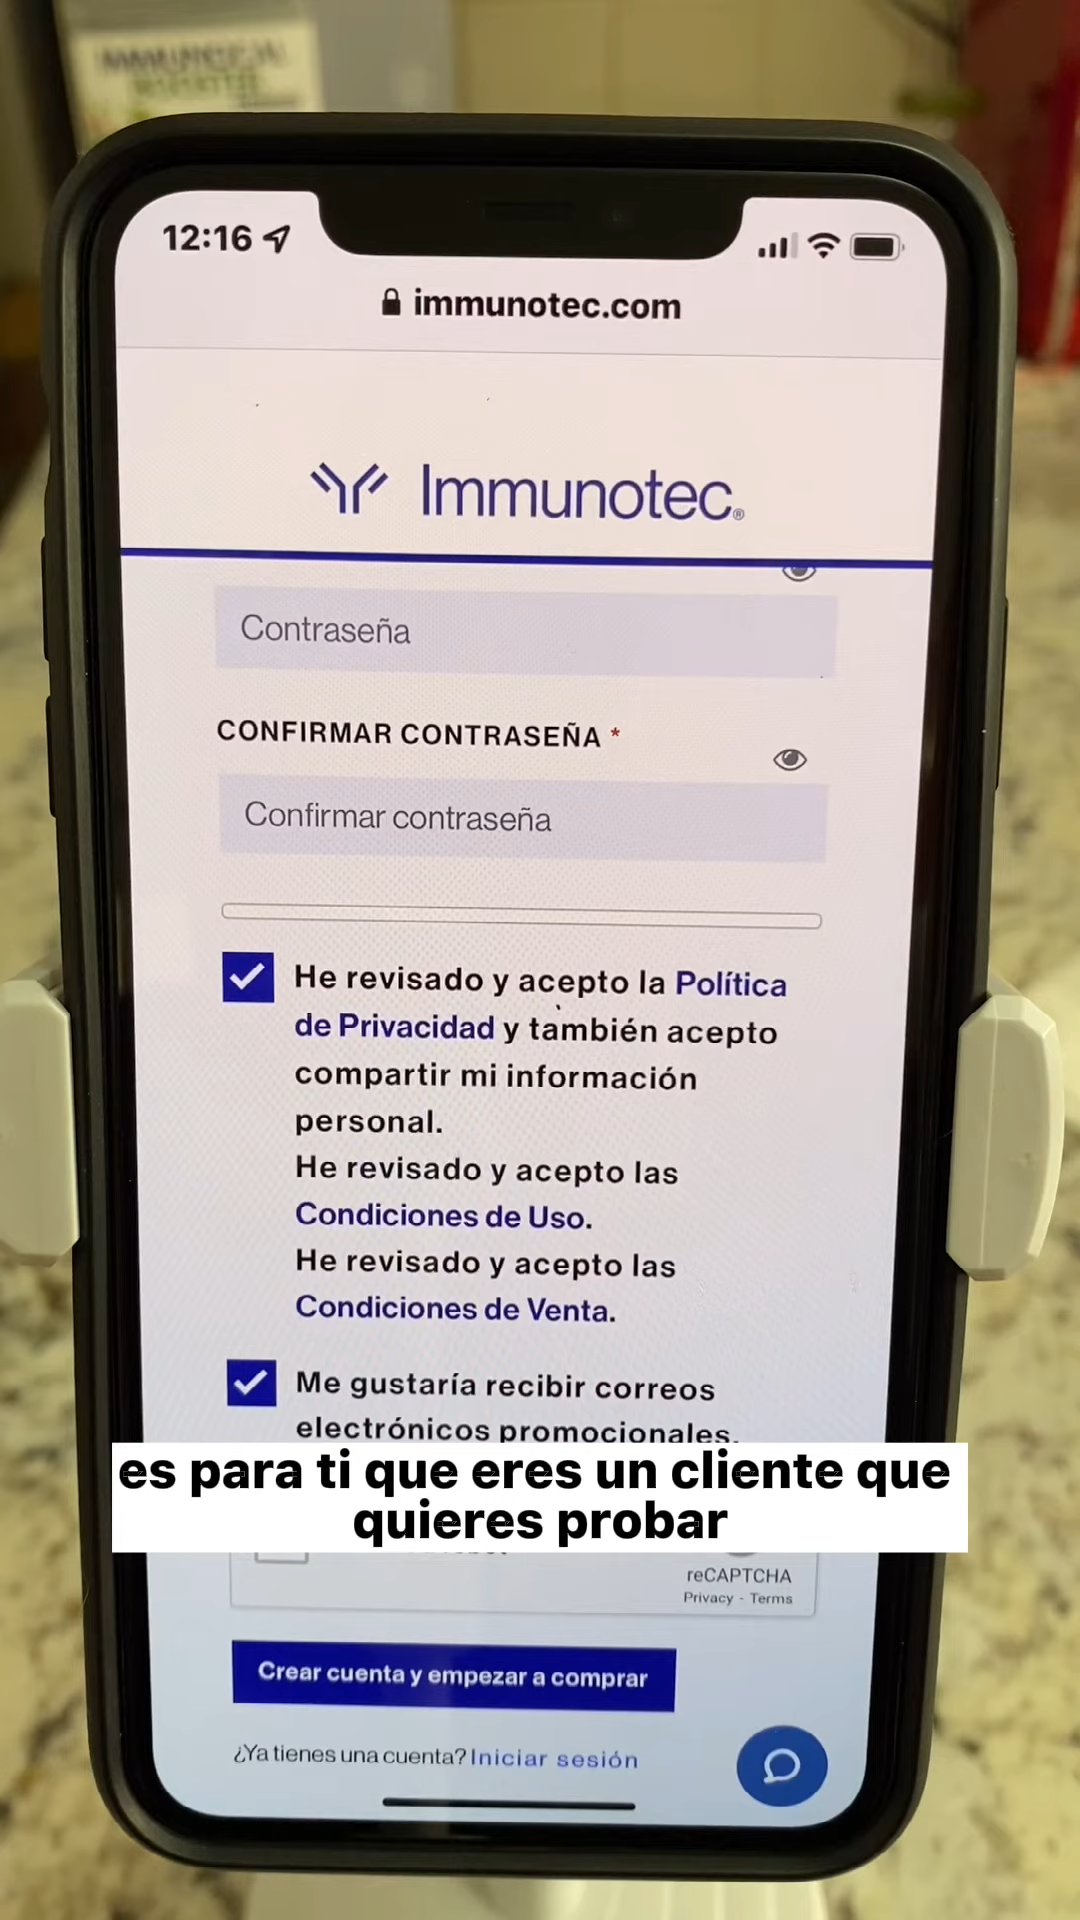 IMMUNOCAL
BOOSTER
12:16
immunotec.com
Immunotec®
Contraseña
CONFIRMAR CONTRASEÑA *
Confirmar contraseña
He revisado y acepto la Política
de Privacidad y también acepto
compartir mi información
personal.
He revisado y acepto las
Condiciones de Uso.
He revisado y acepto las
Condiciones de Venta.
Me gustaría recibir correos
electrónicos promocionales.
es para ti que eres un cliente que
quieres probar
reCAPTCHA
Privacy - Terms
Crear cuenta y empezar a comprar
¿Ya tienes una cuenta? Iniciar sesión